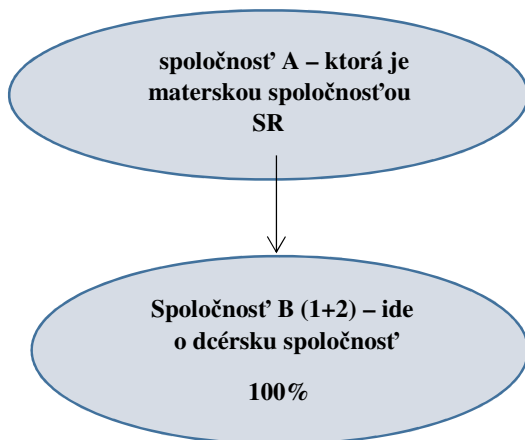 spoločnosť A – ktorá je
materskou spoločnosťou
SR
Spoločnosť B (1+2) – ide
o dcérsku spoločnosť
100%